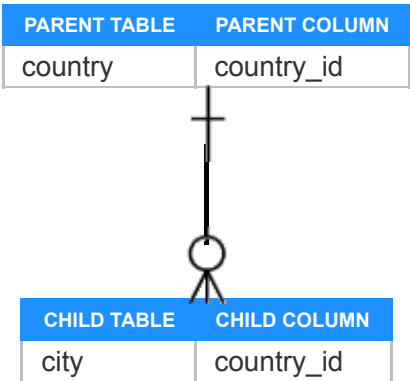 PARENT TABLE PARENT COLUMN
country country_id
CHILD TABLE CHILD COLUMN
city country_id